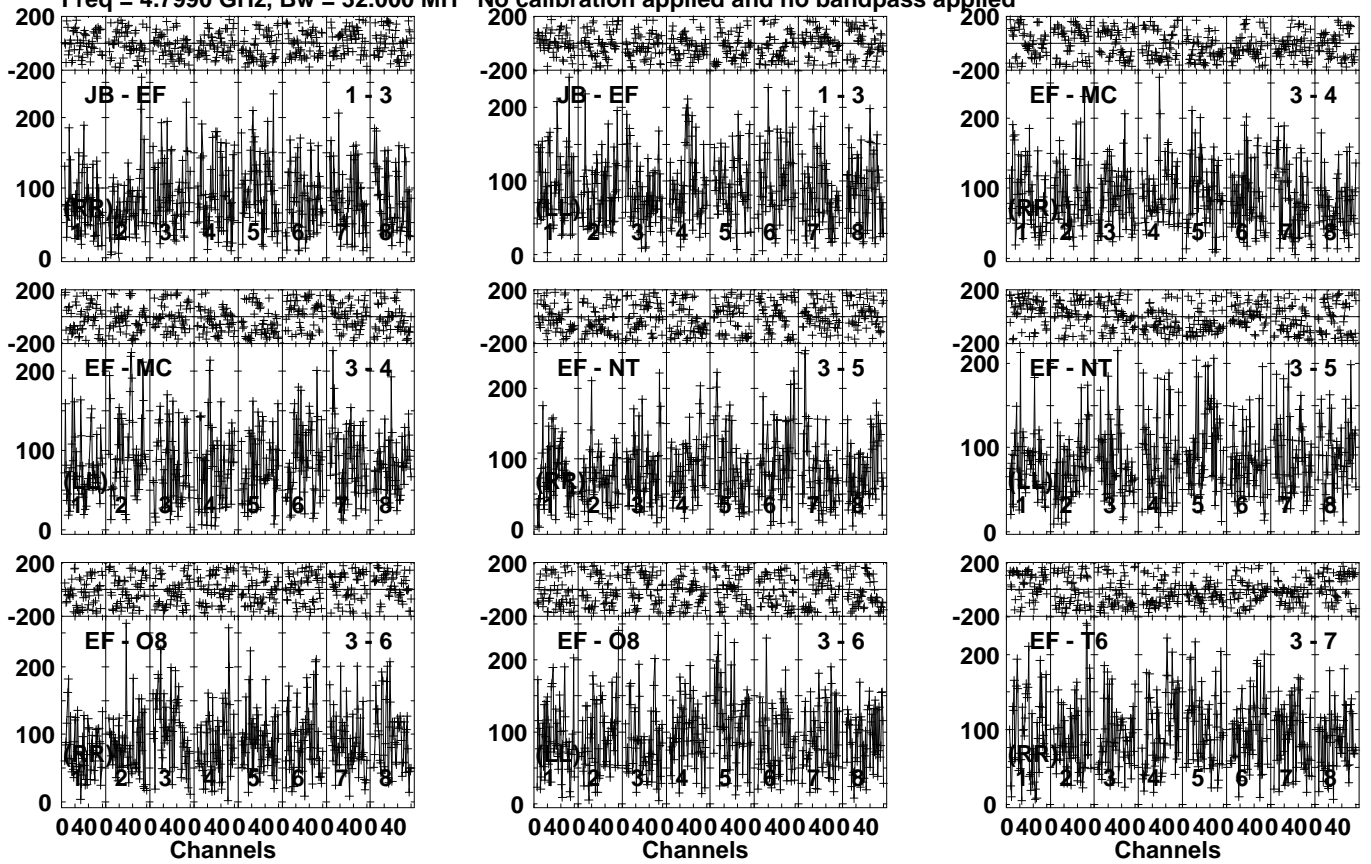 Freq = 4.7990 GHz, Bw = 32.000 MH No calibration applied and no bandpass applied
200 200 200
-200 -200 -200
JB - EF 1 - 3 JB - EF 1 - 3 EF - MC 3 - 4
200 200 200
100 100 100
(RR) (LL) (RR)
1 2 3 4 5 6 7 8 1 2 3 4 5 6 7 8 1 2 3 4 5 6 7 8
0 0 0
200 200 200
-200 -200 -200
EF - MC 3 - 4 EF - NT 3 - 5 EF - NT 3 - 5
200 200 200
100 100 100
(LL) (RR) (LL)
1 2 3 4 5 6 7 8 1 2 3 4 5 6 7 8 1 2 3 4 5 6 7 8
0 0 0
200 200 200
-200 -200 -200
EF - O8 3 - 6 EF - O8 3 - 6 EF - T6 3 - 7
200 200 200
100 100 100
(RR) (LL) (RR)
1 2 3 4 5 6 7 8 1 2 3 4 5 6 7 8 1 2 3 4 5 6 7 8
0 0 0
0 40 0 40 0 40 0 40 0 40 0 40 0 40 0 40 0 40 0 40 0 40 0 40 0 40 0 40 0 40 0 40 0 40 0 40 0 40 0 40 0 40 0 40 0 40 0 40
Channels Channels Channels